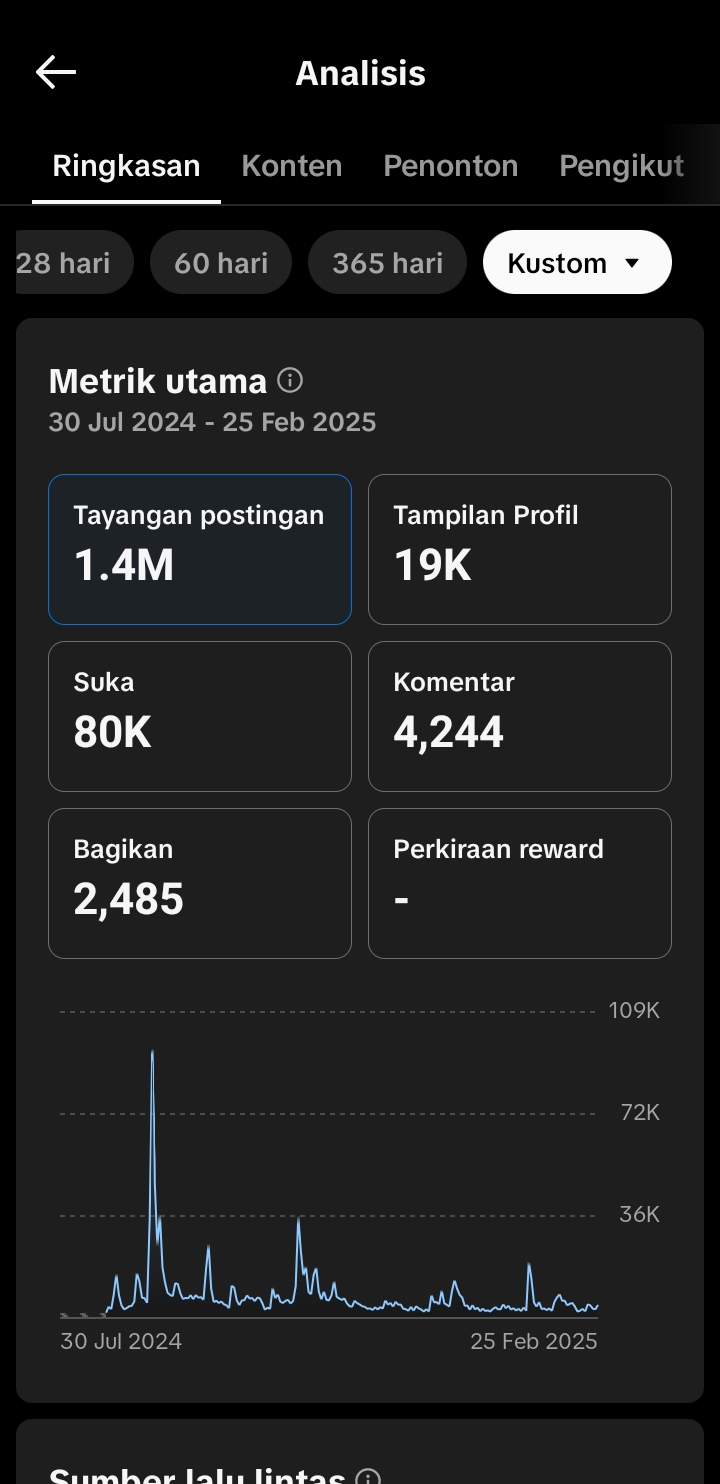 Analisis
Ringkasan Konten Penonton Pengikut
28 hari 60 hari 365 hari Kustom
Metrik utama
30 Jul 2024 - 25 Feb 2025
Tayangan postingan Tampilan Profil
1.4M 19K
Suka Komentar
80K 4,244
Bagikan Perkiraan reward
2,485 -
109K
72K
36K
30 Jul 2024 25 Feb 2025
Sumber lalu lintas